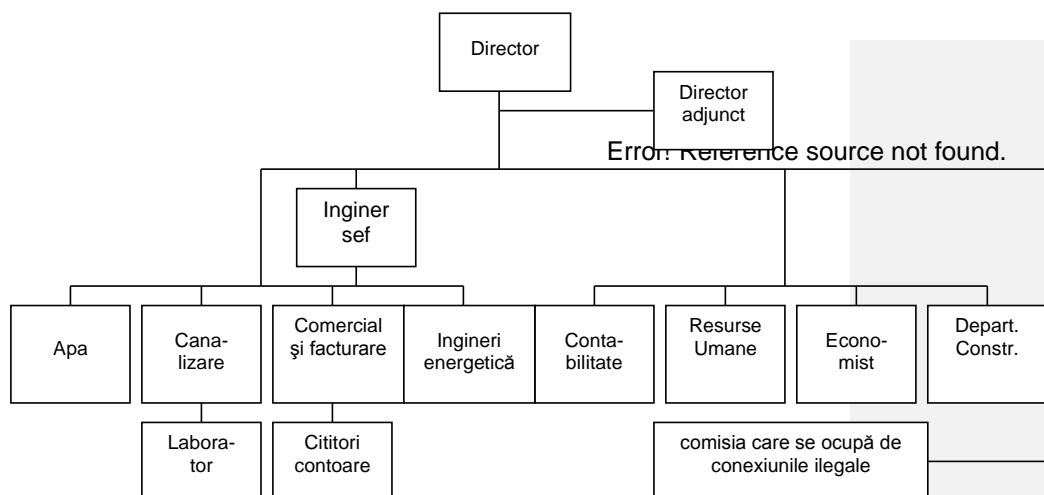 Director
Director
adjunct
Error! Reference source not found.
Inginer
sef
Apa
Cana-
lizare
Comercial
şi facturare
Ingineri
energetică
Conta-
bilitate
Resurse
Umane
Econo-
mist
Depart.
Constr.
Labora-
tor
Cititori
contoare
comisia care se ocupă de
conexiunile ilegale